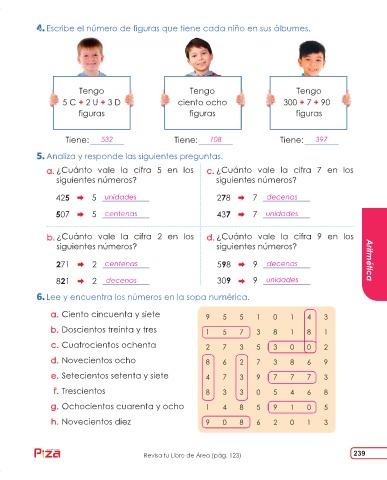 4. Escribe el número de figuras que tiene cada niño en sus álbumes.
Tengo
5 C + 2 U + 3 D
figuras
Tengo
ciento ocho
figuras
Tengo
300 + 7 + 90
figuras
Tiene: 532
Tiene: 108
Tiene: 397
5. Analiza y responde las siguientes preguntas.
a. ¿Cuánto vale la cifra 5 en los
siguientes números?
425 ➡ 5 unidades
507 ➡ 5 centenas
c. ¿Cuánto vale la cifra 7 en los
siguientes números?
278 ➡ 7 decenas
437 ➡ 7 unidades
b. ¿Cuánto vale la cifra 2 en los
siguientes números?
271 ➡ 2 centenas
821 ➡ 2 decenas
d. ¿Cuánto vale la cifra 9 en los
siguientes números?
598 ➡ 9 decenas
309 ➡ 9 unidades
Aritmética
6. Lee y encuentra los números en la sopa numérica.
a. Ciento cincuenta y siete
b. Doscientos treinta y tres
c. Cuatrocientos ochenta
d. Novecientos ocho
e. Setecientos setenta y siete
f. Trescientos
g. Ochocientos cuarenta y ocho
h. Novecientos diez
9 5 5 1 0 1 4 3
1 5 7 3 8 1 8 1
2 7 3 5 3 0 0 2
8 6 2 7 3 8 6 9
4 7 3 9 7 7 7 3
8 3 3 0 5 4 6 8
1 4 8 5 9 1 0 5
9 0 8 6 2 0 1 3
Piza
Revisa tu Libro de Área (pág. 123)
239